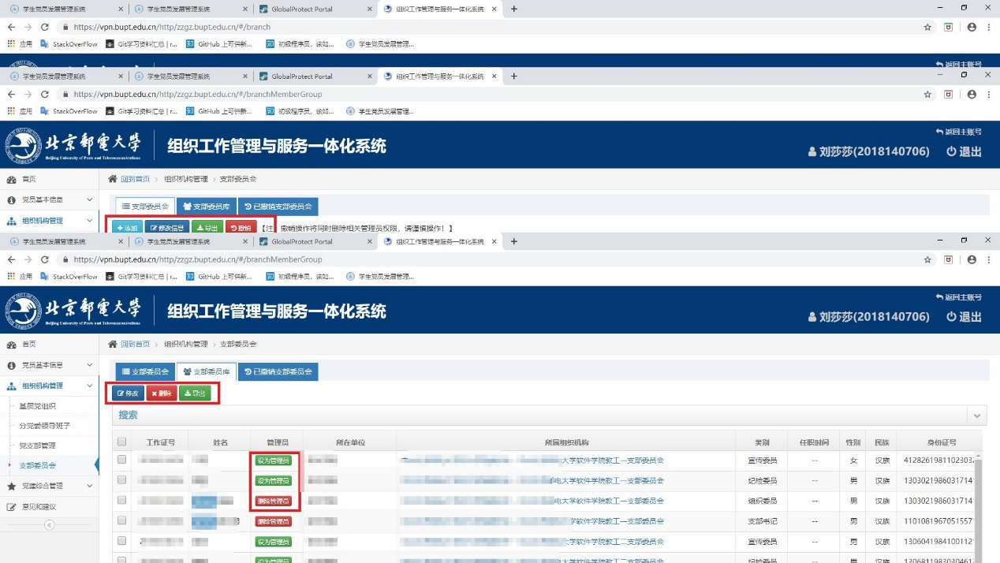 学生党员发展管理系统 学生党员发展管理系统 GlobalProtect Portal 组织工作管理与服务一体化系统
https://vpn.bupt.edu.cn/http/zzgz.bupt.edu.cn/#/branch
应用 StackOverFlow Git学习资料汇总 | r... GitHub 上可供新... 初级程序员，该如... 学生党员发展管理...
返回主账号
学生党员发展管理系统 学生党员发展管理系统 GlobalProtect Portal 组织工作管理与服务一体化系统
https://vpn.bupt.edu.cn/http/zzgz.bupt.edu.cn/#/branchMemberGroup
应用 StackOverFlow Git学习资料汇总 | r... GitHub 上可供新... 初级程序员，该如... 学生党员发展管理...
返回主账号
北京郵電大學 组织工作管理与服务一体化系统
Beijing University of Posts and Telecommunications
刘莎莎(2018140706) 退出
首页 回到首页 组织机构管理 支部委员会
党员基本信息 支部委员会 支部委员库 已撤销支部委员会
组织机构管理 添加 修改信息 导出 撤销 【注 撤销操作将同时删除相关管理员权限，请谨慎操作！】
学生党员发展管理系统 学生党员发展管理系统 GlobalProtect Portal 组织工作管理与服务一体化系统
https://vpn.bupt.edu.cn/http/zzgz.bupt.edu.cn/#/branchMemberGroup
应用 StackOverFlow Git学习资料汇总 | r... GitHub 上可供新... 初级程序员，该如... 学生党员发展管理...
返回主账号
北京郵電大學 组织工作管理与服务一体化系统
Beijing University of Posts and Telecommunications
刘莎莎(2018140706) 退出
首页 回到首页 组织机构管理 支部委员会
党员基本信息 支部委员会 支部委员库 已撤销支部委员会
组织机构管理 修改 删除 导出
基层党组织
分党委领导班子
党支部管理
支部委员会
党建综合管理
意见和建议
搜索
工作证号 姓名 管理员 所在单位 所属组织机构 类别 任职时间 性别 民族 身份证号
设为管理员 大学软件学院教工一支部委员会 宣传委员 -- 女 汉族
设为管理员 电大学软件学院教工一支部委员会 纪检委员 -- 男 汉族 1303021986031714
删除管理员 电大学软件学院教工一支部委员会 组织委员 -- 男 汉族 1303021986031714
删除管理员 大学软件学院教工一支部委员会 支部书记 -- 男 汉族 1101081967051557
设为管理员 大学软件学院教工二支部委员会 宣传委员 -- 男 汉族 1306041984100112
设为管理员 大学软件学院教工二支部委员会 纪检委员 -- 男 汉族